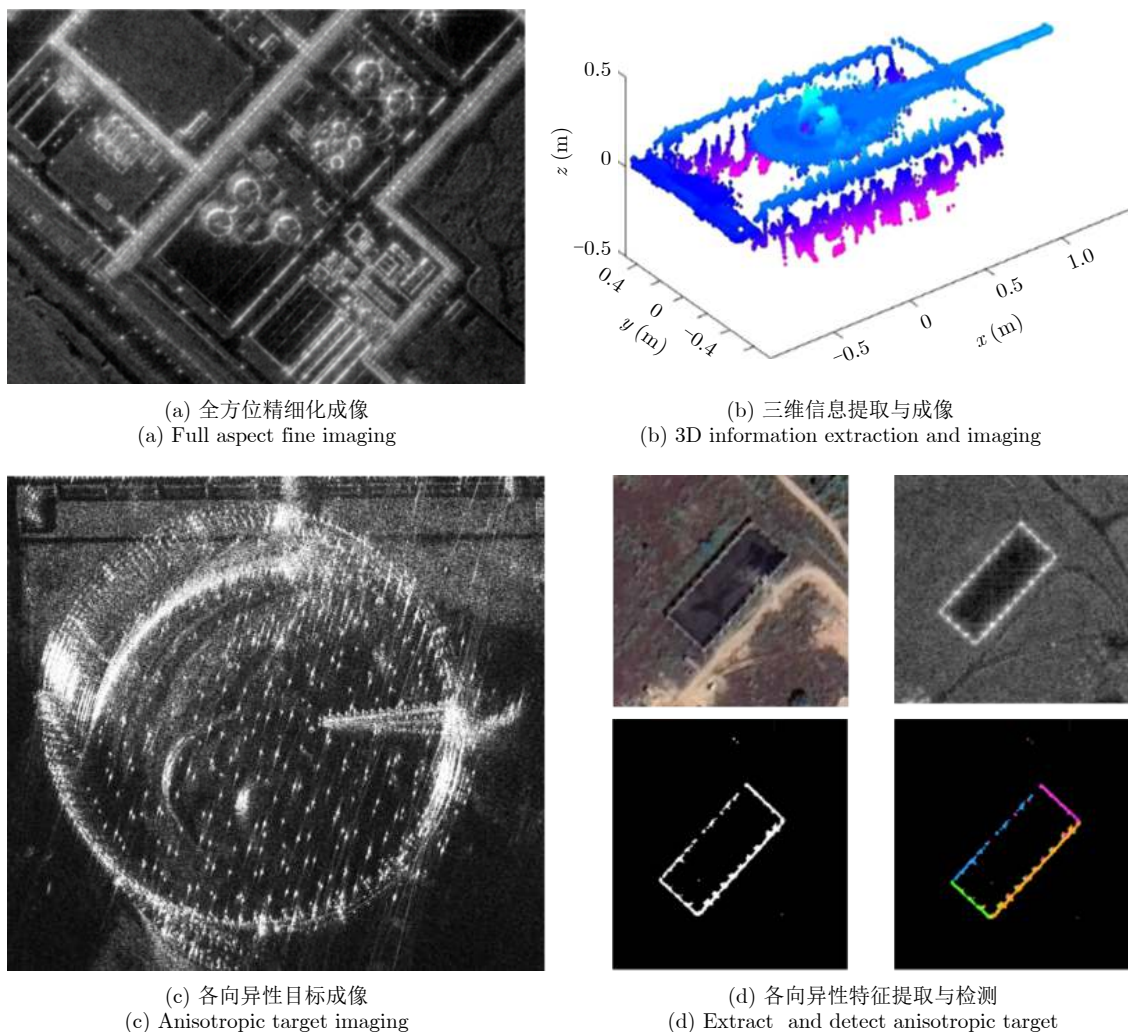 0.5
0
−0.5
z (m)
0.4
0
−0.4
y (m)
−0.5
0
0.5
1.0
x (m)
(a) 全方位精细化成像
(a) Full aspect fine imaging
(b) 三维信息提取与成像
(b) 3D information extraction and imaging
(c) 各向异性目标成像
(c) Anisotropic target imaging
(d) 各向异性特征提取与检测
(d) Extract and detect anisotropic target